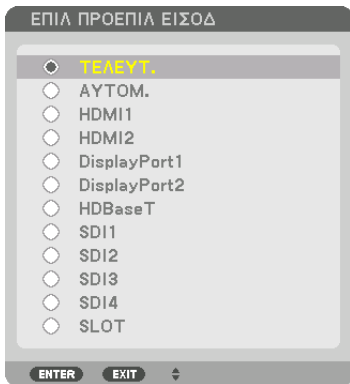 ΕΠΙΛ ΠΡΟΕΠΙΛ ΕΙΣΟΔ
ΤΕΛΕΥΤ.
ΑΥΤΟΜ.
HDMI1
HDMI2
DisplayPort1
DisplayPort2
HDBaseT
SDI1
SDI2
SDI3
SDI4
SLOT
ENTER EXIT